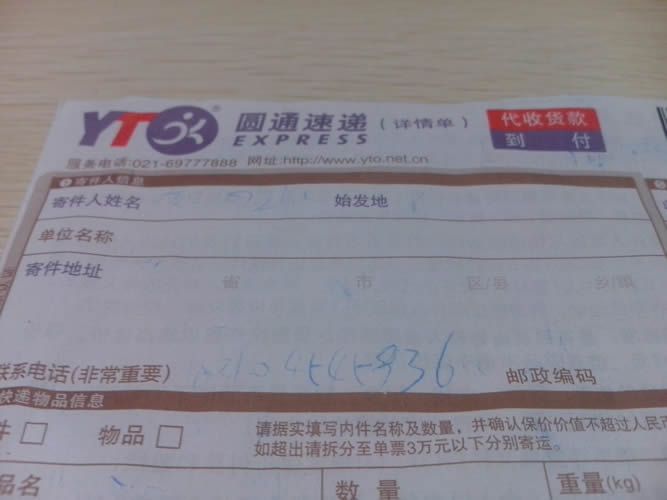 YTO 圆通速递 (详情单) 代收货款
EXPRESS 到 付
服务电话:021-69777888 网址:http://www.yto.net.cn
寄件人信息
寄件人姓名 始发地
单位名称
寄件地址 省 市 区/县 乡/镇
联系电话(非常重要) 4545936 邮政编码
快递物品信息
件 □ 物品 □ 请据实填写内件名称及数量，并确认保价价值不超过人民币
如超出请拆分至单票3万元以下分别寄运。
品名 数量 重量(kg)